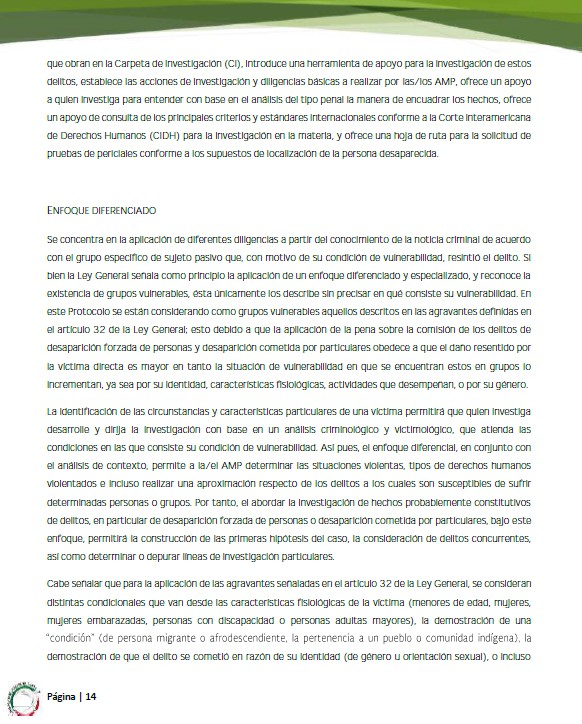 que obran en la Carpeta de Investigación (CI), introduce una herramienta de apoyo para la investigación de estos
delitos, establece las acciones de investigación y diligencias básicas a realizar por las/los AMP, ofrece un apoyo
a quien investiga para entender con base en el análisis del tipo penal la manera de encuadrar los hechos, ofrece
un apoyo de consulta de los principales criterios y estándares internacionales conforme a la Corte Interamericana
de Derechos Humanos (CIDH) para la investigación en la materia, y ofrece una hoja de ruta para la solicitud de
pruebas de periciales conforme a los supuestos de localización de la persona desaparecida.
ENFOQUE DIFERENCIADO
Se concentra en la aplicación de diferentes diligencias a partir del conocimiento de la noticia criminal de acuerdo
con el grupo específico de sujeto pasivo que, con motivo de su condición de vulnerabilidad, resintió el delito. Si
bien la Ley General señala como principio la aplicación de un enfoque diferenciado y especializado, y reconoce la
existencia de grupos vulnerables, ésta únicamente los describe sin precisar en qué consiste su vulnerabilidad. En
este Protocolo se están considerando como grupos vulnerables aquellos descritos en las agravantes definidas en
el artículo 32 de la Ley General; esto debido a que la aplicación de la pena sobre la comisión de los delitos de
desaparición forzada de personas y desaparición cometida por particulares obedece a que el daño resentido por
la víctima directa es mayor en tanto la situación de vulnerabilidad en que se encuentran estos en grupos lo
incrementan, ya sea por su identidad, características fisiológicas, actividades que desempeñan, o por su género.
La identificación de las circunstancias y características particulares de una víctima permitirá que quien investiga
desarrolle y dirija la investigación con base en un análisis criminológico y victimológico, que atienda las
condiciones en las que consiste su condición de vulnerabilidad. Así pues, el enfoque diferencial, en conjunto con
el análisis de contexto, permite a la/el AMP determinar las situaciones violentas, tipos de derechos humanos
violentados e incluso realizar una aproximación respecto de los delitos a los cuales son susceptibles de sufrir
determinadas personas o grupos. Por tanto, el abordar la investigación de hechos probablemente constitutivos
de delitos, en particular de desaparición forzada de personas o desaparición cometida por particulares, bajo este
enfoque, permitirá la construcción de las primeras hipótesis del caso, la consideración de delitos concurrentes,
así como determinar o depurar líneas de investigación particulares.
Cabe señalar que para la aplicación de las agravantes señaladas en el artículo 32 de la Ley General, se consideran
distintas condicionales que van desde las características fisiológicas de la víctima (menores de edad, mujeres,
mujeres embarazadas, personas con discapacidad o personas adultas mayores), la demostración de una
"condición" (de persona migrante o afrodescendiente, la pertenencia a un pueblo o comunidad indígena), la
demostración de que el delito se cometió en razón de su identidad (de género u orientación sexual), o incluso
Página | 14